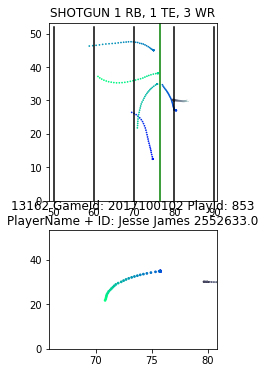 SHOTGUN 1 RB, 1 TE, 3 WR
50
40
30
20
10
0
50 60 70 80 90
13162 GameId: 2017100102 PlayId: 853
PlayerName + ID: Jesse James 2552633.0
40
20
0
70 75 80